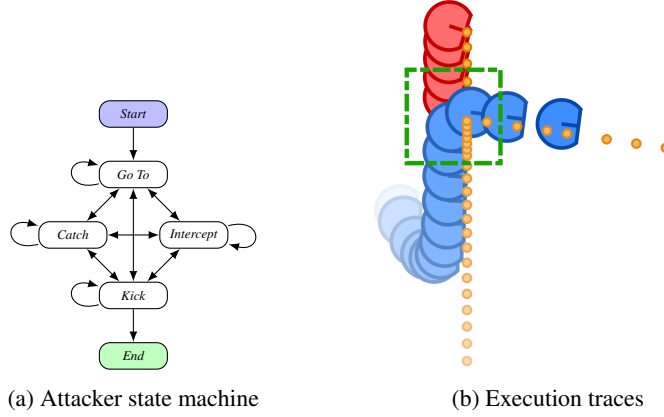 Start
Go To
Catch
Intercept
Kick
End
(a) Attacker state machine
(b) Execution traces